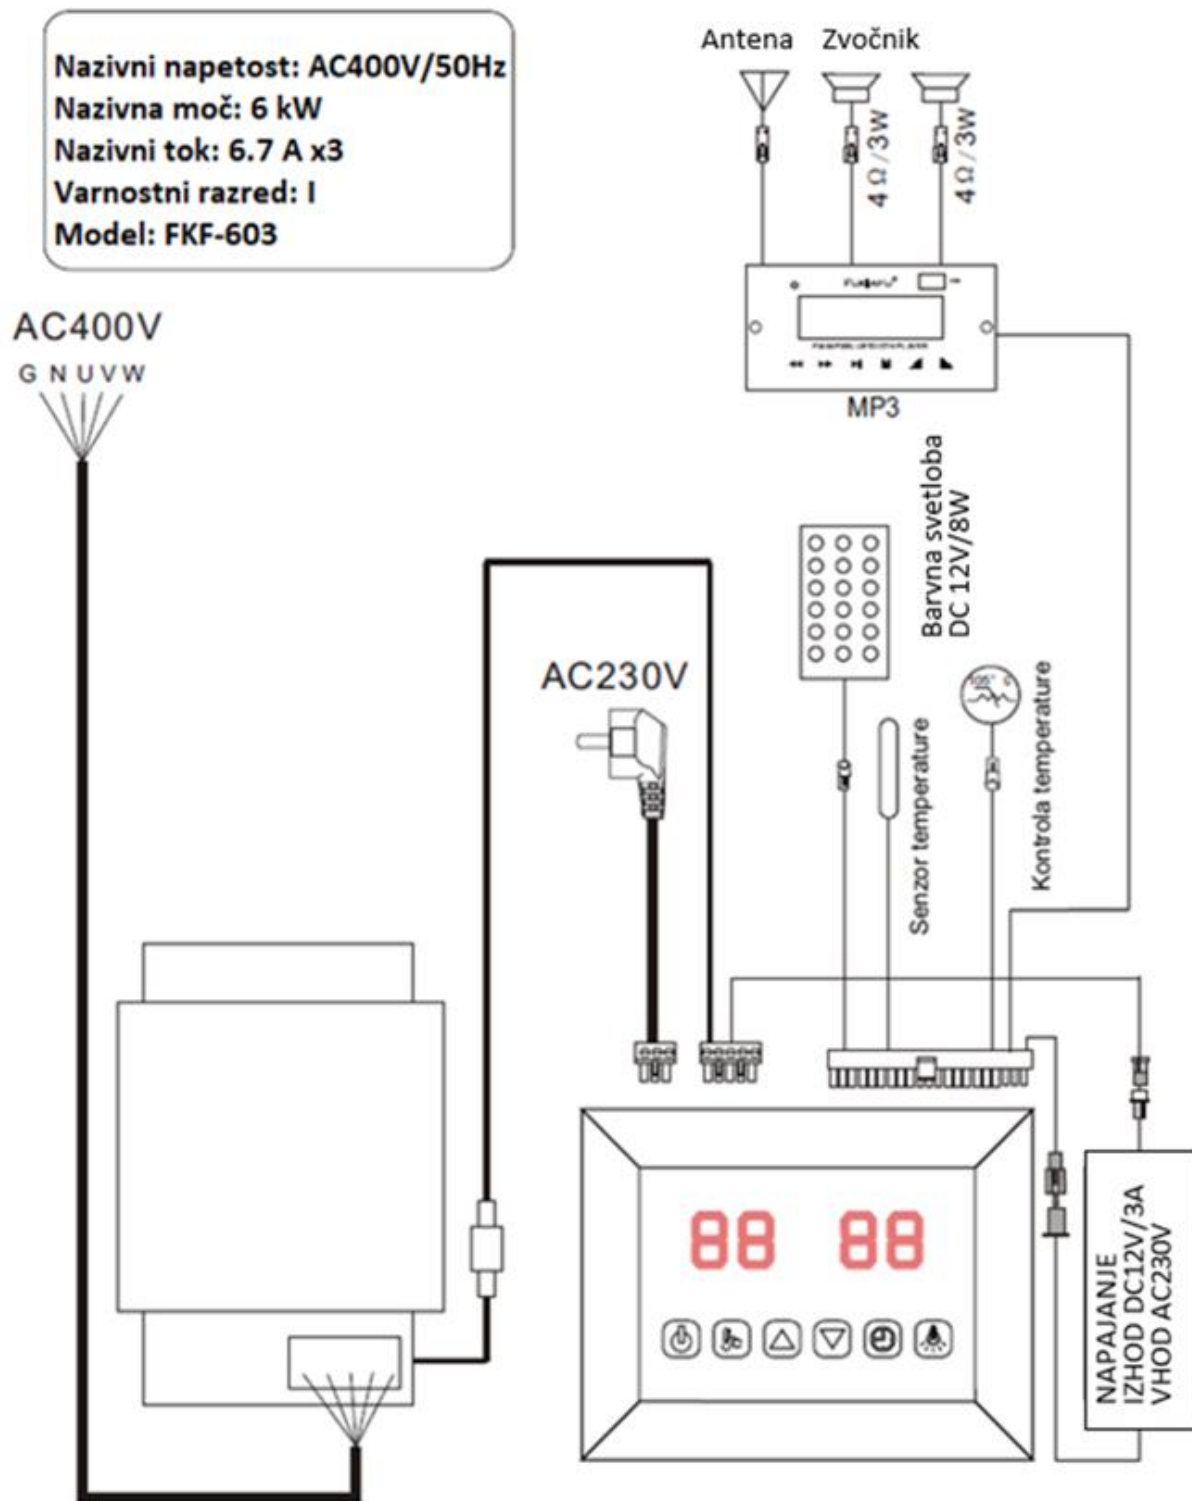 Nazivni napetost: AC400V/50Hz
Nazivna moč: 6 kW
Nazivni tok: 6.7 A x3
Varnostni razred: I
Model: FKF-603
Antena Zvočnik
4Ω/3W
4Ω/3W
MP3
AC400V
G N U V W
AC230V
Barvna svetloba
DC 12V/8W
105° C
Senzor temperature
Kontrola temperature
88 88
NAPAJANJE
IZHOD DC12V/3A
VHOD AC230V